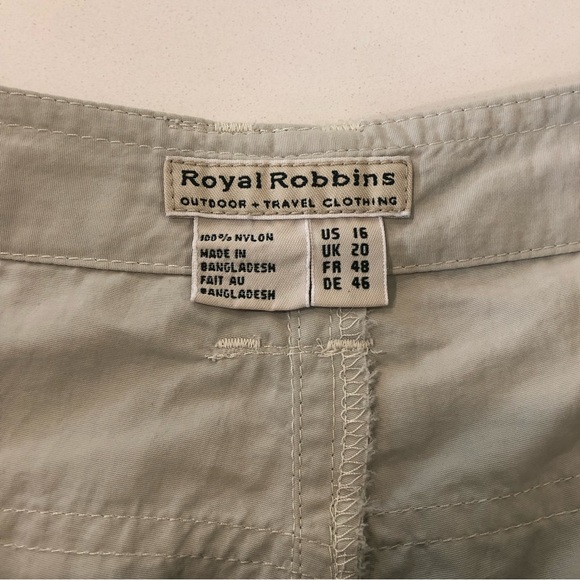 Royal Robbins
OUTDOOR + TRAVEL CLOTHING
100% NYLON
MADE IN
BANGLADESH
FAIT AU
BANGLADESH
US 16
UK 20
FR 48
DE 46